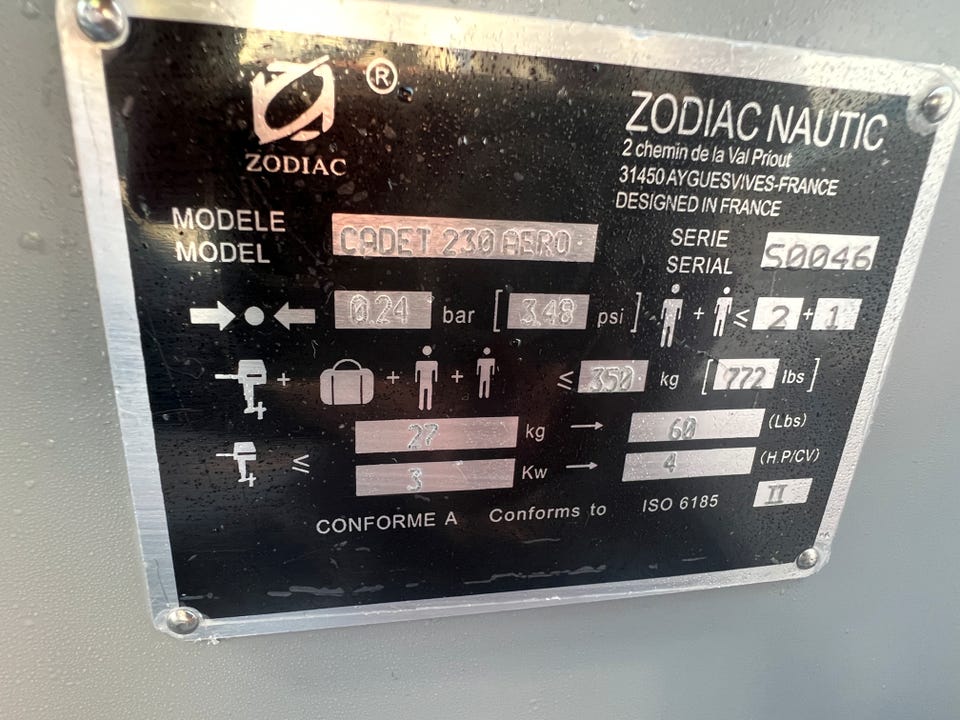 ®
ZODIAC
ZODIAC NAUTIC
2 chemin de la Val Priout
31450 AYGUESVIVES-FRANCE
DESIGNED IN FRANCE
MODELE
MODEL
CADET 230 AERO
SERIE
SERIAL
S0046
0.24 bar [3.48 psi]
+ ≤ 2 + 1
+ + + ≤ 350 kg [772 lbs]
≤ 27 kg → 60 (Lbs)
3 Kw → 4 (H.P/CV)
CONFORME A Conforms to ISO 6185 II